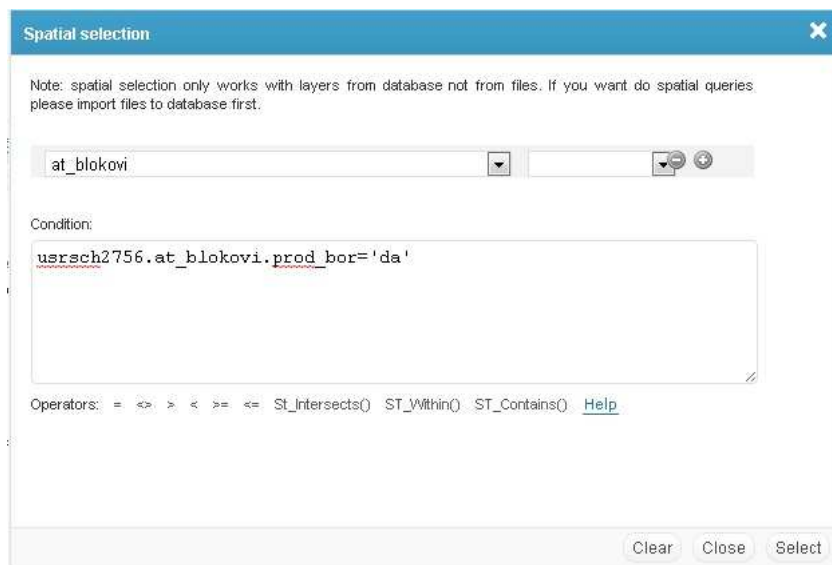 Spatial selection
Note: spatial selection only works with layers from database not from files. If you want do spatial queries
please import files to database first.
at_blokovi
Condition:
usrsch2756.at_blokovi.prod_bor='da'
Operators: = <> > < >= <= St_Intersects() ST_Within() ST_Contains() Help
Clear Close Select